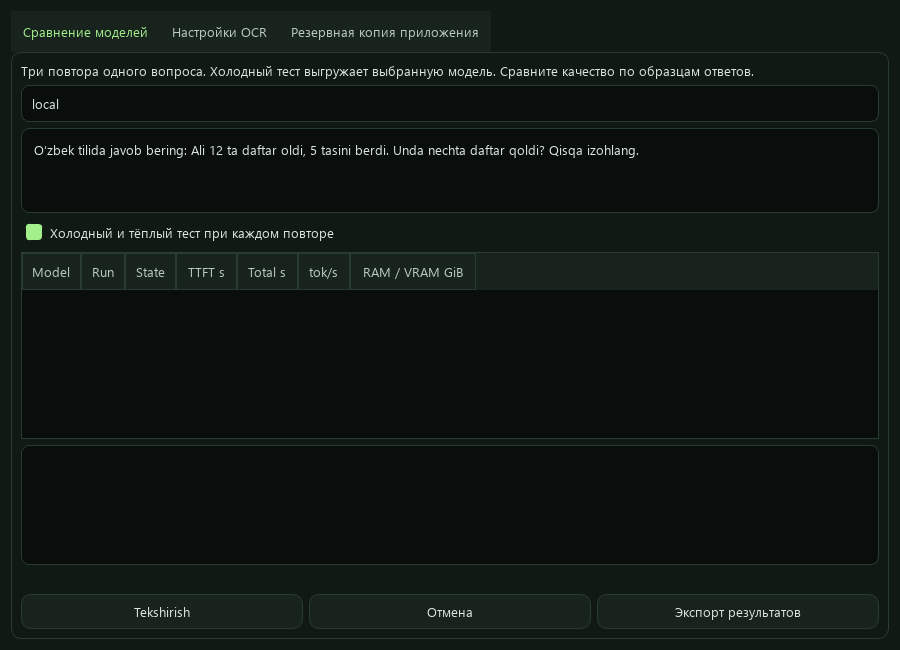 Сравнение моделей Настройки OCR Резервная копия приложения
Три повтора одного вопроса. Холодный тест выгружает выбранную модель. Сравните качество по образцам ответов.
local
O‘zbek tilida javob bering: Ali 12 ta daftar oldi, 5 tasini berdi. Unda nechta daftar qoldi? Qisqa izohlang.
Холодный и тёплый тест при каждом повторе
Model Run State TTFT s Total s tok/s RAM / VRAM GiB
Tekshirish Отмена Экспорт результатов